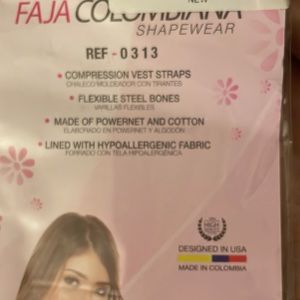 NEW
FAJA COLOMBIANA
SHAPEWEAR
REF - 0313
• COMPRESSION VEST STRAPS
CHALECO MOLDEADOR CON TIRANTES
• FLEXIBLE STEEL BONES
VARILLAS FLEXIBLES
• MADE OF POWERNET AND COTTON
ELABORADO EN POWERNET Y ALGODÓN
• LINED WITH HYPOALLERGENIC FABRIC
FORRADO CON TELA HIPOALERGÉNICA
HIGH
DESIGNED IN USA
MADE IN COLOMBIA